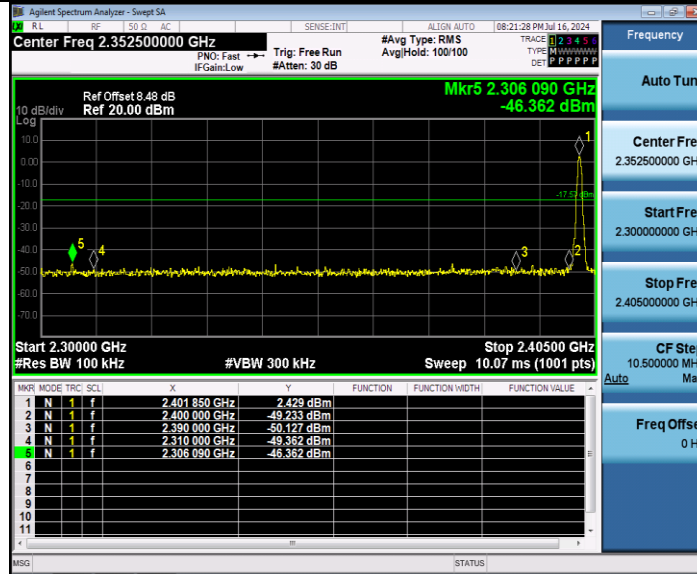 Agilent Spectrum Analyzer - Swept SA
RL RF 50 Ω AC SENSE:INT ALIGN AUTO 08:21:28 PM Jul 16, 2024
Center Freq 2.352500000 GHz
PNO: Fast
IFGain:Low
Trig: Free Run
#Atten: 30 dB
#Avg Type: RMS
Avg|Hold: 100/100
TRACE 1 2 3 4 5 6
TYPE M W W W W W
DET P P P P P P
Ref Offset 8.48 dB
10 dB/div Ref 20.00 dBm
Log
Mkr5 2.306 090 GHz
-46.362 dBm
10.0
0.00
-10.0
-20.0
-30.0
-40.0
-50.0
-60.0
-70.0
1
5
4
3
2
Start 2.30000 GHz Stop 2.40500 GHz
#Res BW 100 kHz #VBW 300 kHz Sweep 10.07 ms (1001 pts)
MKR MODE TRC SCL X Y FUNCTION FUNCTION WIDTH FUNCTION VALUE
1 N 1 f 2.401 850 GHz 2.429 dBm
2 N 1 f 2.400 000 GHz -49.233 dBm
3 N 1 f 2.390 000 GHz -50.127 dBm
4 N 1 f 2.310 000 GHz -49.362 dBm
5 N 1 f 2.306 090 GHz -46.362 dBm
6
7
8
9
10
11
MSG STATUS
Frequency
Auto Tun
Center Fre
2.352500000 GH
Start Fre
2.300000000 GH
Stop Fre
2.405000000 GH
CF Ste
10.500000 MH
Auto Ma
Freq Offse
0 H